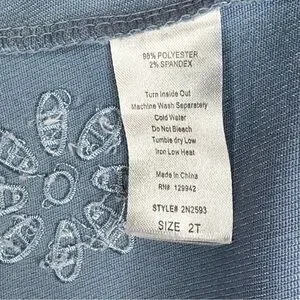 98% POLYESTER
2% SPANDEX
Turn Inside Out
Machine Wash Separately
Cold Water
Do Not Bleach
Tumble dry Low
Iron Low Heat
Made in China
RN# 129942
STYLE# 2N2593
SIZE 2T